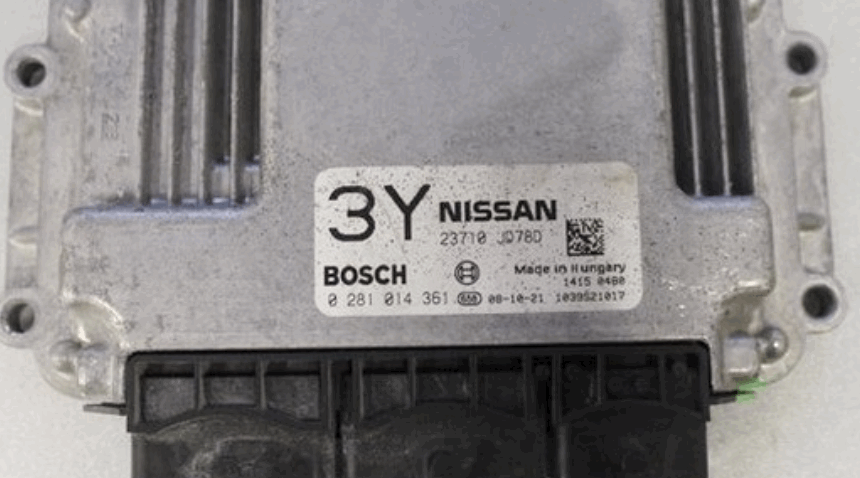 3Y NISSAN
23710 JD78D
BOSCH Made in Hungary
1415 0480
0 281 014 361 08-10-21 1039S21017